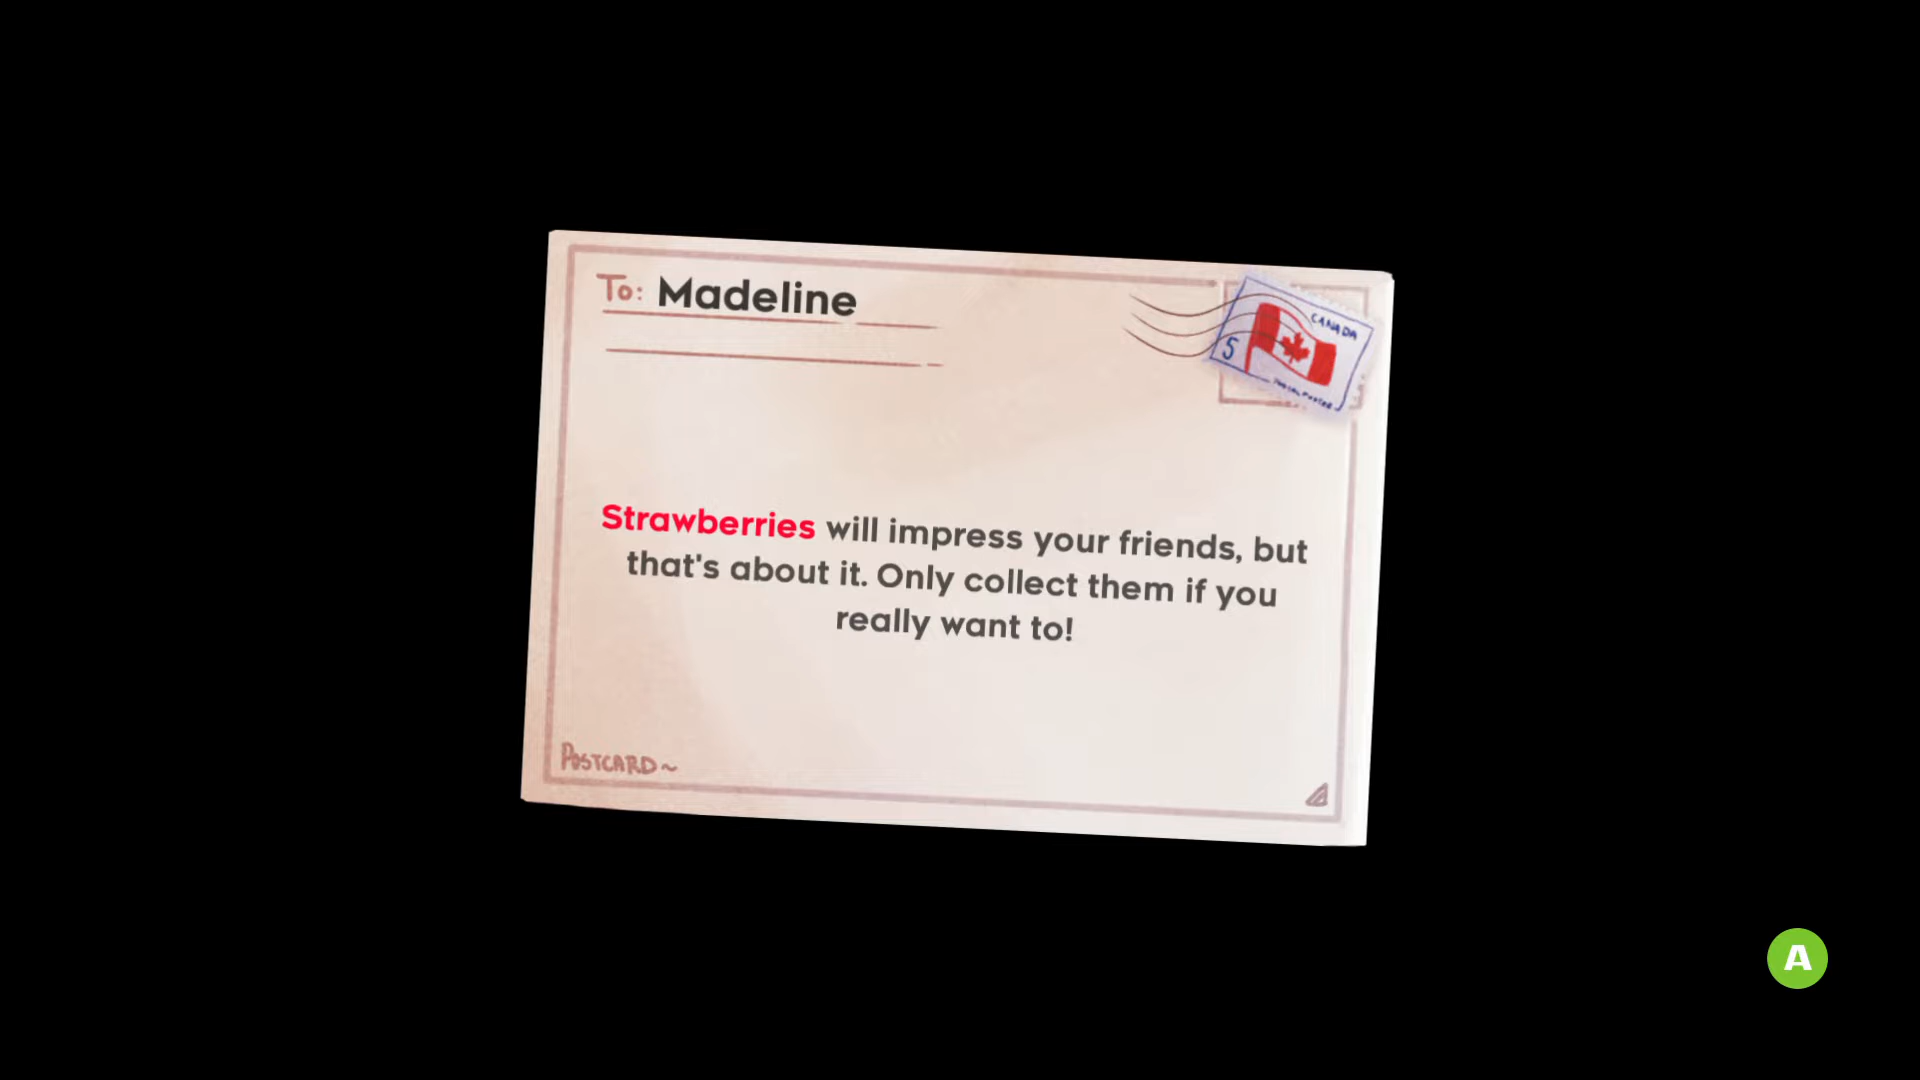 To: Madeline
CANADA
5
Strawberries will impress your friends, but
that's about it. Only collect them if you
really want to!
POSTCARD~
A